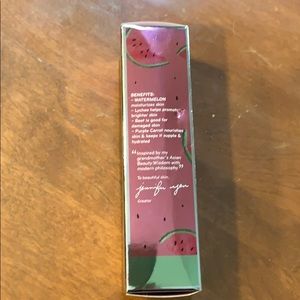 BENEFITS:
- WATERMELON
moisturizes skin
- Lychee helps promote
brighter skin
- Beet is good for
damaged skin
- Purple Carrot nourishes
skin & keeps it supple &
hydrated
"Inspired by my
grandmother's Asian
Beauty Wisdom with
modern philosophy"
To beautiful skin,
Creator